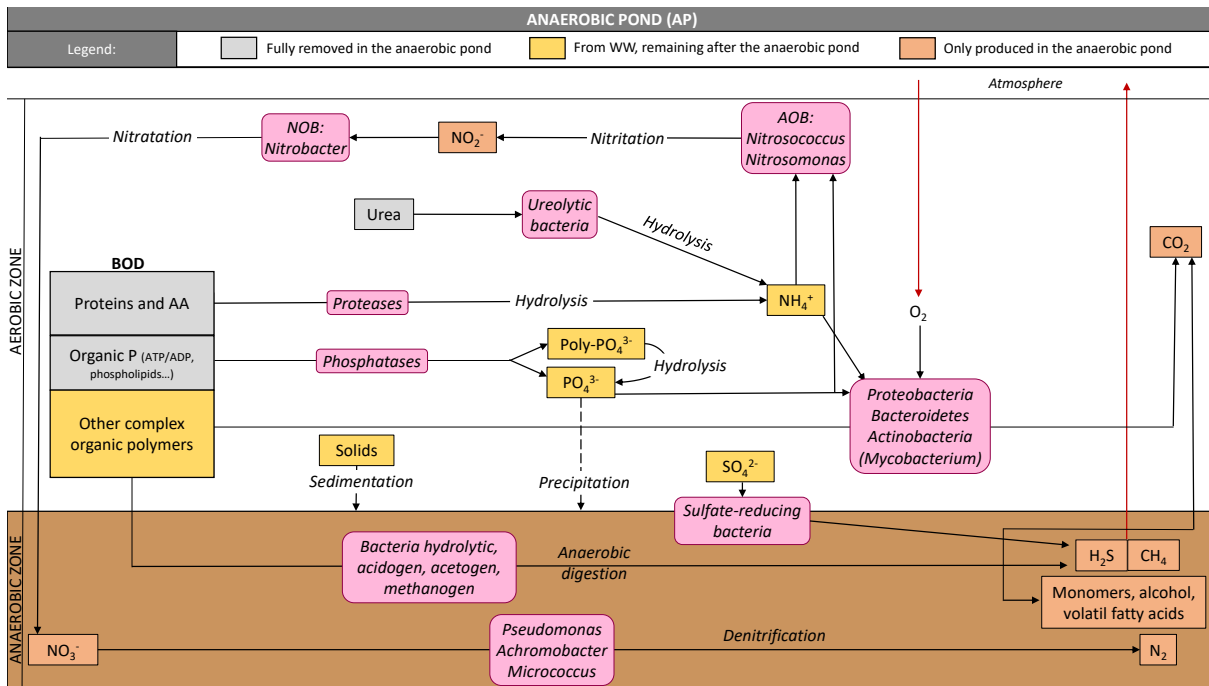 ANAEROBIC POND (AP)
Legend:
Fully removed in the anaerobic pond
From WW, remaining after the anaerobic pond
Only produced in the anaerobic pond
Atmosphere
AEROBIC ZONE
Nitratation
NOB:
Nitrobacter
NO₂⁻
Nitritation
AOB:
Nitrosococcus
Nitrosomonas
Urea
Ureolytic
bacteria
Hydrolysis
CO₂
BOD
Proteins and AA
Proteases
Hydrolysis
NH₄⁺
O₂
Organic P (ATP/ADP,
phospholipids...)
Phosphatases
Poly-PO₄³⁻
Hydrolysis
PO₄³⁻
Other complex
organic polymers
Proteobacteria
Bacteroidetes
Actinobacteria
(Mycobacterium)
Solids
Sedimentation
Precipitation
SO₄²⁻
Sulfate-reducing
bacteria
ANAEROBIC ZONE
Bacteria hydrolytic,
acidogen, acetogen,
methanogen
Anaerobic
digestion
H₂S
CH₄
Monomers, alcohol,
volatil fatty acids
NO₃⁻
Pseudomonas
Achromobacter
Micrococcus
Denitrification
N₂